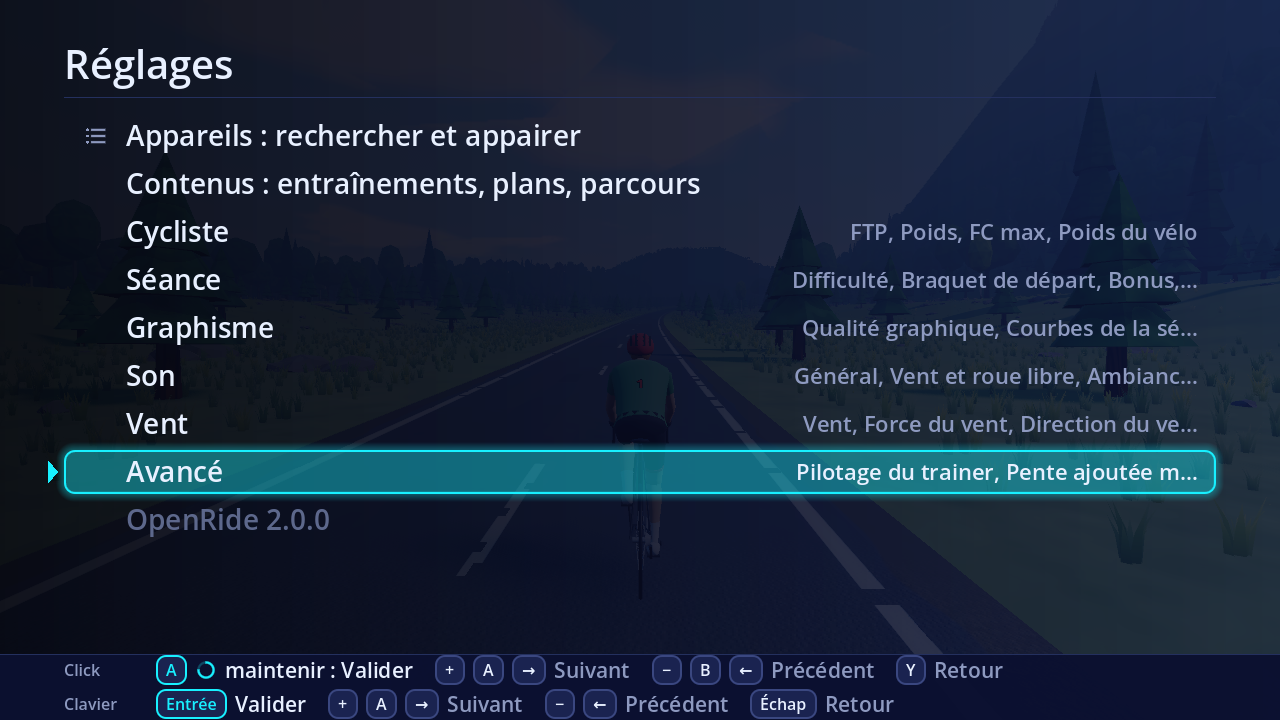 Réglages
Appareils : rechercher et appairer
Contenus : entraînements, plans, parcours
Cycliste FTP, Poids, FC max, Poids du vélo
Séance Difficulté, Braquet de départ, Bonus,...
Graphisme Qualité graphique, Courbes de la sé...
Son Général, Vent et roue libre, Ambianc...
Vent Vent, Force du vent, Direction du ve...
Avancé Pilotage du trainer, Pente ajoutée m...
OpenRide 2.0.0
Click A maintenir : Valider + A → Suivant − B ← Précédent Y Retour
Clavier Entrée Valider + A → Suivant − ← Précédent Échap Retour